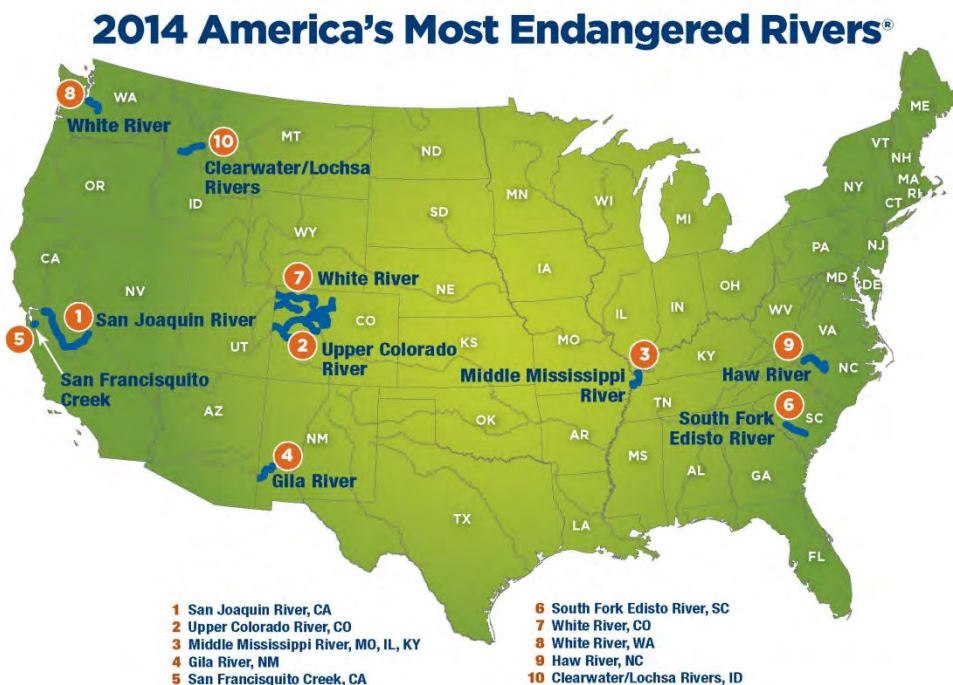 2014 America's Most Endangered Rivers®
8
WA
White River
10
MT
Clearwater/Lochsa
Rivers
OR
ID
ND
MN
SD
WI
MI
ME
VT
NH
MA
RI
NY
CT
WY
IA
PA
NJ
CA
NV
7
White River
NE
OH
MD
DE
IL
IN
WV
VA
1
San Joaquin River
5
UT
2
CO
Upper Colorado
River
KS
MO
3
KY
9
Haw River
NC
San Francisquito
Creek
Middle Mississippi
River
TN
6
SC
South Fork
Edisto River
AZ
NM
OK
AR
4
Gila River
MS
AL
GA
TX
LA
FL
1 San Joaquin River, CA
2 Upper Colorado River, CO
3 Middle Mississippi River, MO, IL, KY
4 Gila River, NM
5 San Francisquito Creek, CA
6 South Fork Edisto River, SC
7 White River, CO
8 White River, WA
9 Haw River, NC
10 Clearwater/Lochsa Rivers, ID